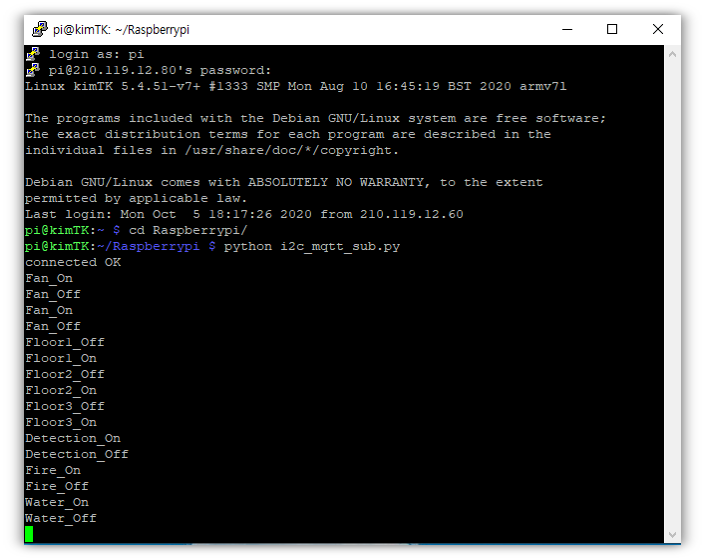 pi@kimTK: ~/Raspberrypi
login as: pi
pi@210.119.12.80's password:
Linux kimTK 5.4.51-v7+ #1333 SMP Mon Aug 10 16:45:19 BST 2020 armv7l
The programs included with the Debian GNU/Linux system are free software;
the exact distribution terms for each program are described in the
individual files in /usr/share/doc/*/copyright.
Debian GNU/Linux comes with ABSOLUTELY NO WARRANTY, to the extent
permitted by applicable law.
Last login: Mon Oct  5 18:17:26 2020 from 210.119.12.60
pi@kimTK:~ $ cd Raspberrypi/
pi@kimTK:~/Raspberrypi $ python i2c_mqtt_sub.py
connected OK
Fan_On
Fan_Off
Fan_On
Fan_Off
Floor1_Off
Floor1_On
Floor2_Off
Floor2_On
Floor3_Off
Floor3_On
Detection_On
Detection_Off
Fire_On
Fire_Off
Water_On
Water_Off